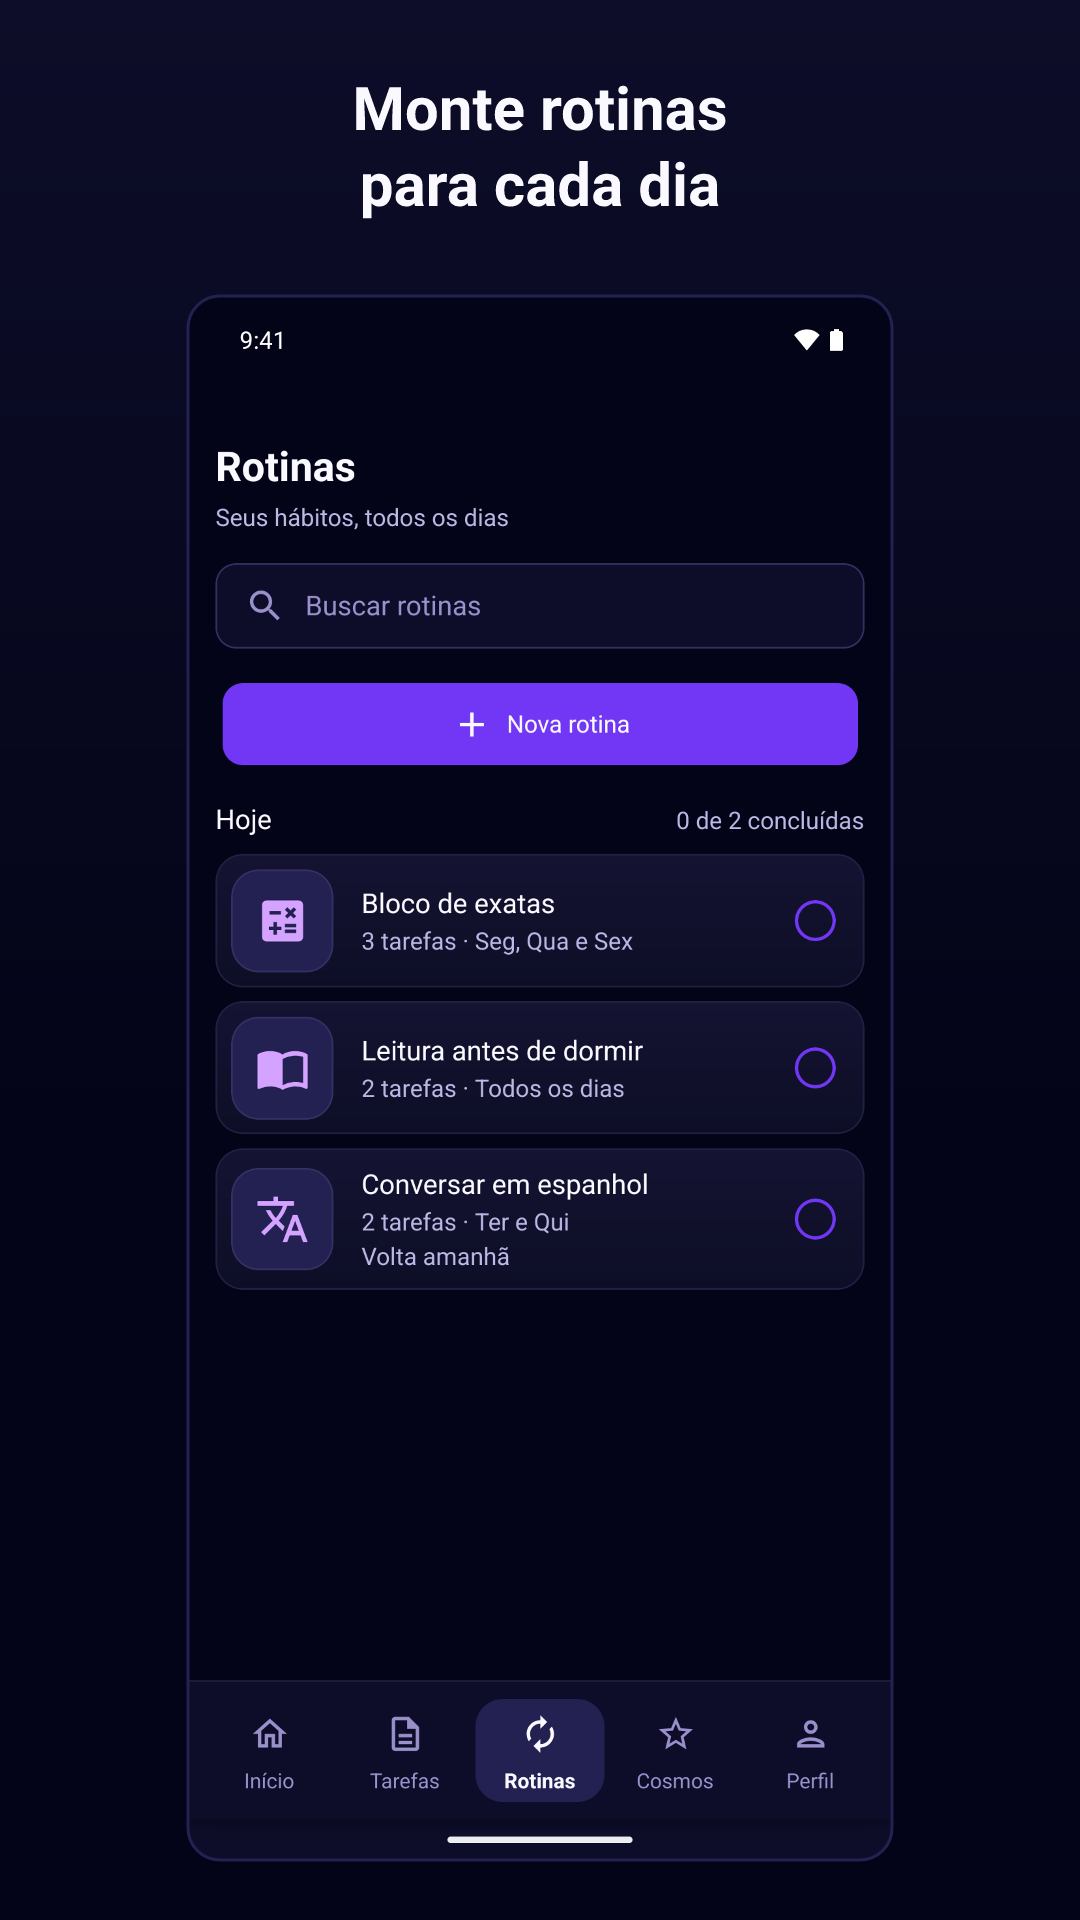 Monte rotinas
para cada dia
9:41
Rotinas
Seus hábitos, todos os dias
Buscar rotinas
Nova rotina
Hoje
0 de 2 concluídas
Bloco de exatas
3 tarefas · Seg, Qua e Sex
Leitura antes de dormir
2 tarefas · Todos os dias
Conversar em espanhol
2 tarefas · Ter e Qui
Volta amanhã
Início
Tarefas
Rotinas
Cosmos
Perfil